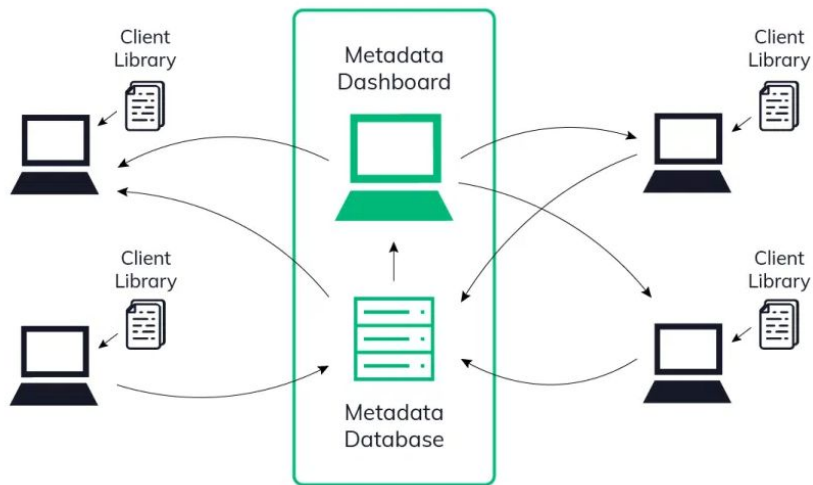 Client
Library
Metadata
Dashboard
Client
Library
Client
Library
Client
Library
Metadata
Database